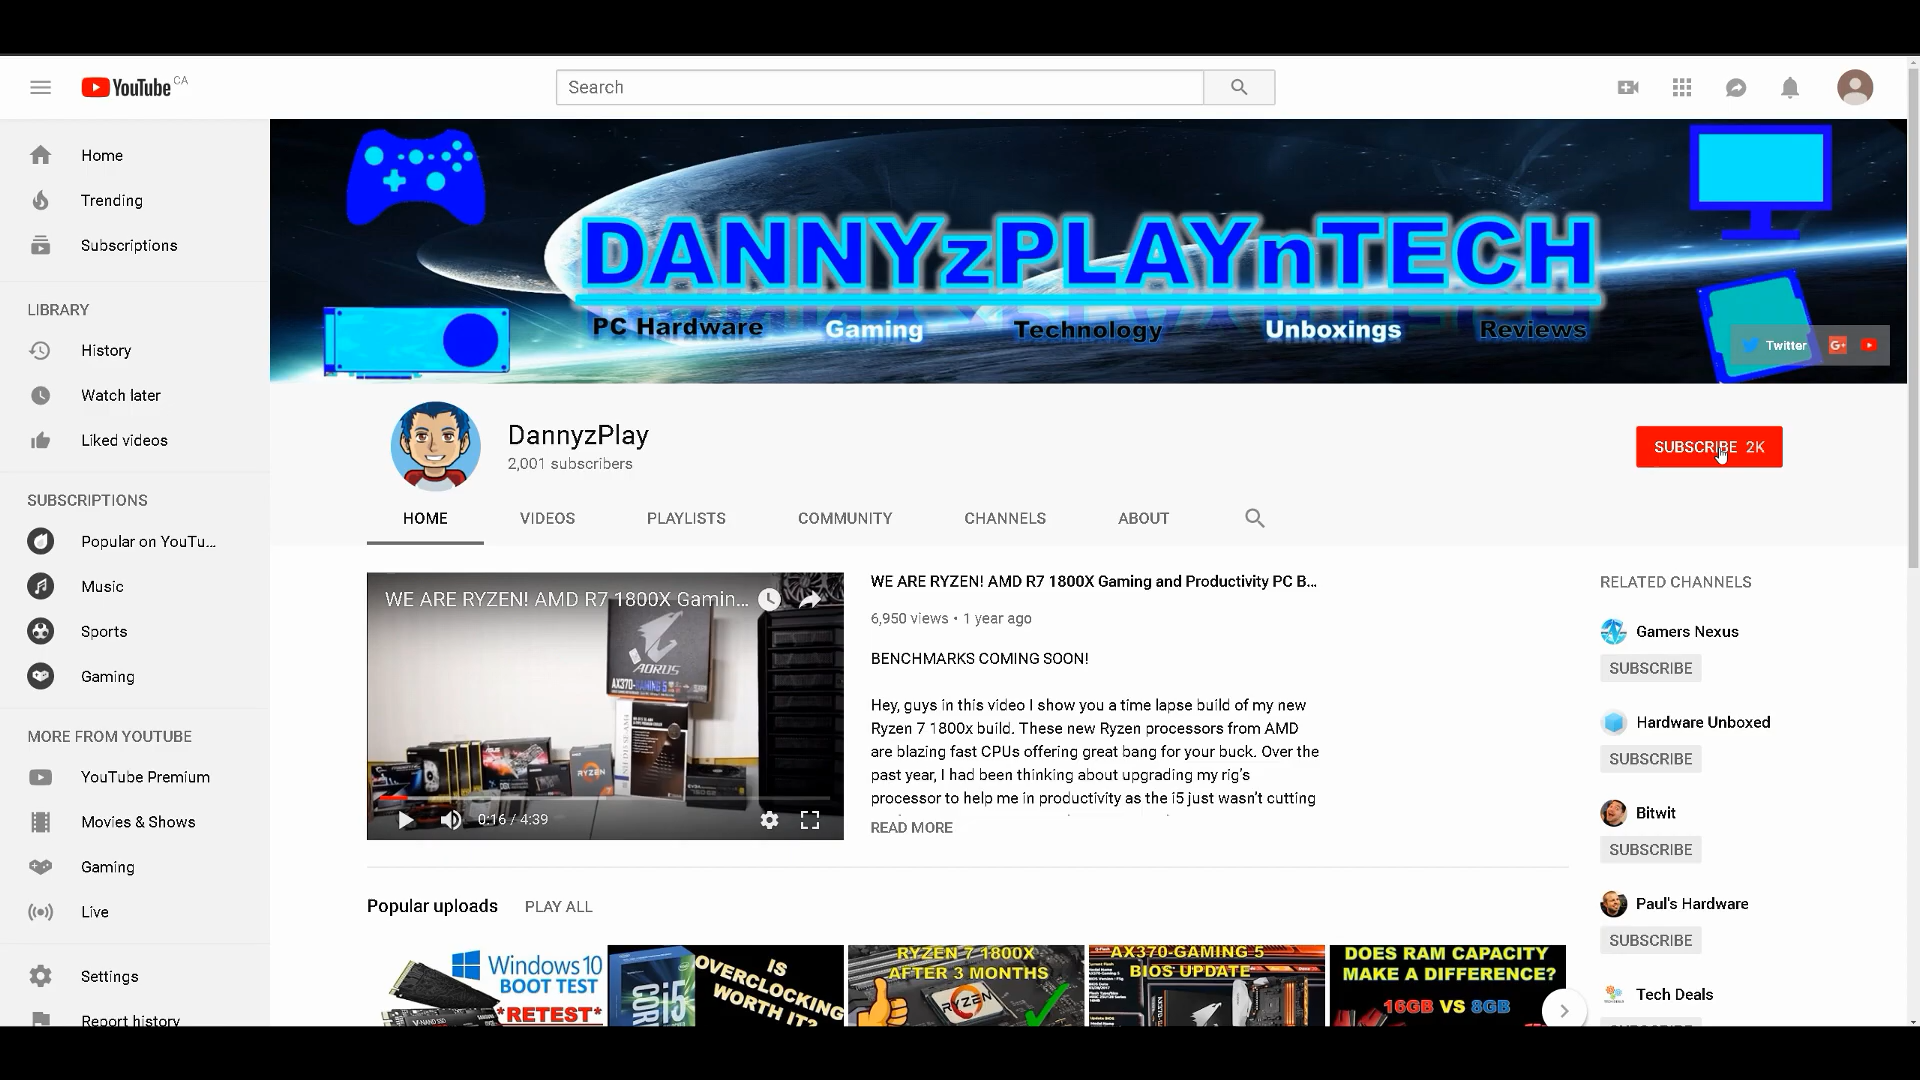 YouTube CA
Search
Home
Trending
Subscriptions
LIBRARY
History
Watch later
Liked videos
SUBSCRIPTIONS
Popular on YouTu...
Music
Sports
Gaming
MORE FROM YOUTUBE
YouTube Premium
Movies & Shows
Gaming
Live
Settings
Report history
DANNYzPLAYnTECH
PC Hardware Gaming Technology Unboxings Reviews
Twitter G+
DannyzPlay
2,001 subscribers
SUBSCRIBE 2K
HOME VIDEOS PLAYLISTS COMMUNITY CHANNELS ABOUT
WE ARE RYZEN! AMD R7 1800X Gamin...
AORUS
AX370-GAMING 5
RYZEN
0:16 / 4:39
WE ARE RYZEN! AMD R7 1800X Gaming and Productivity PC B...
6,950 views • 1 year ago
BENCHMARKS COMING SOON!
Hey, guys in this video I show you a time lapse build of my new
Ryzen 7 1800x build. These new Ryzen processors from AMD
are blazing fast CPUs offering great bang for your buck. Over the
past year, I had been thinking about upgrading my rig's
processor to help me in productivity as the i5 just wasn't cutting
READ MORE
Popular uploads PLAY ALL
Windows 10
BOOT TEST
*RETEST*
CORE i5
IS
OVERCLOCKING
WORTH IT?
RYZEN 7 1800X
AFTER 3 MONTHS
RYZEN
AX370-GAMING 5
BIOS UPDATE
DOES RAM CAPACITY
MAKE A DIFFERENCE?
16GB VS 8GB
RELATED CHANNELS
Gamers Nexus
SUBSCRIBE
Hardware Unboxed
SUBSCRIBE
Bitwit
SUBSCRIBE
Paul's Hardware
SUBSCRIBE
Tech Deals